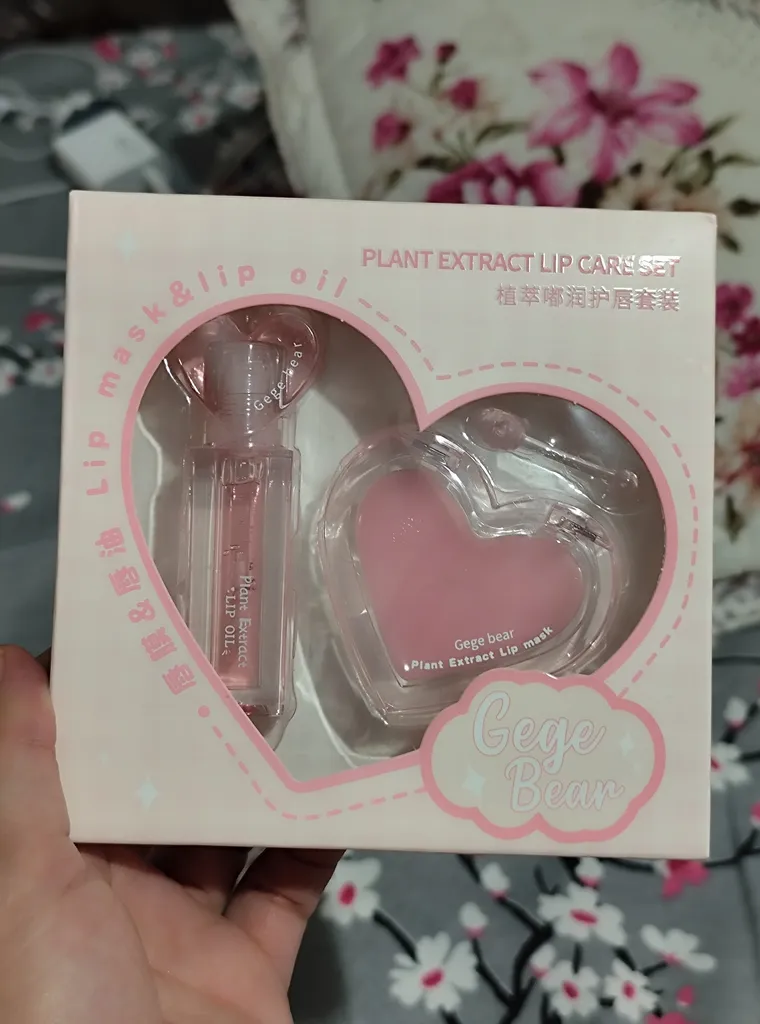 PLANT EXTRACT LIP CARE SET
植萃嘟润护唇套装
唇膜&唇油 Lip mask&lip oil
Gege bear
Plant Extract
LIP OIL
Gege bear
Plant Extract Lip mask
Gege
Bear